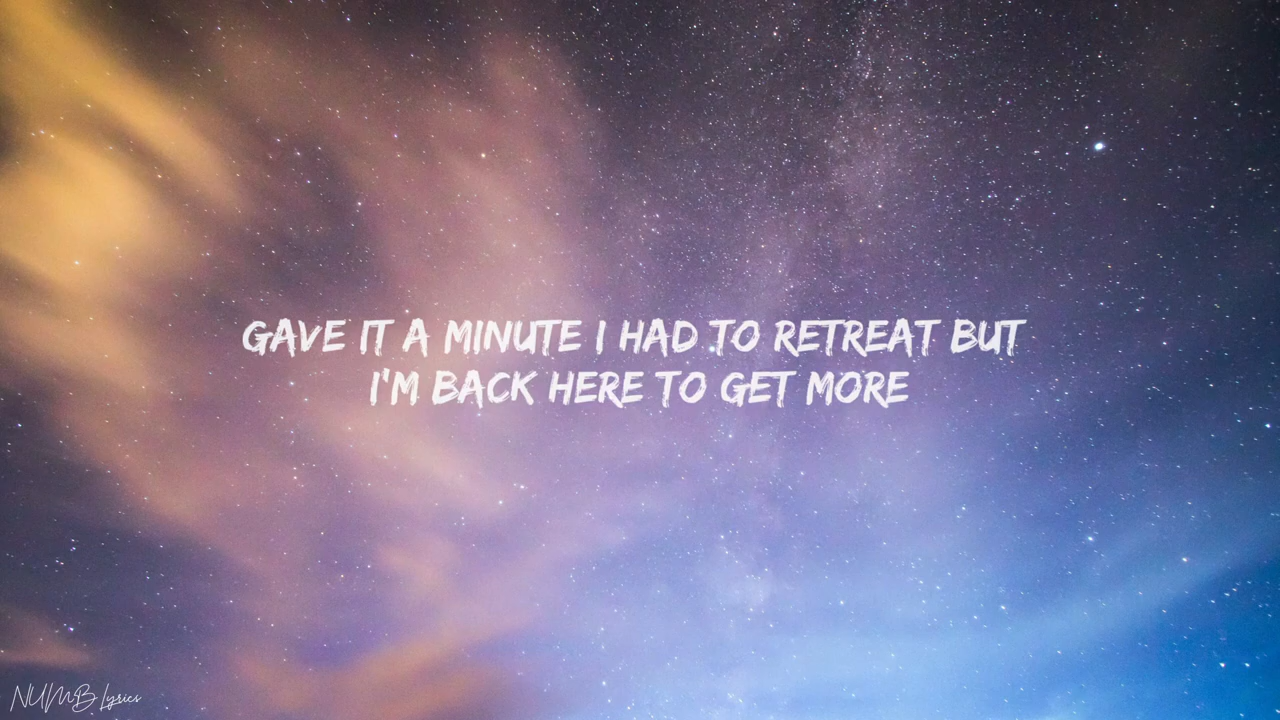 GAVE IT A MINUTE I HAD TO RETREAT BUT
I'M BACK HERE TO GET MORE
NUMB Lyrics